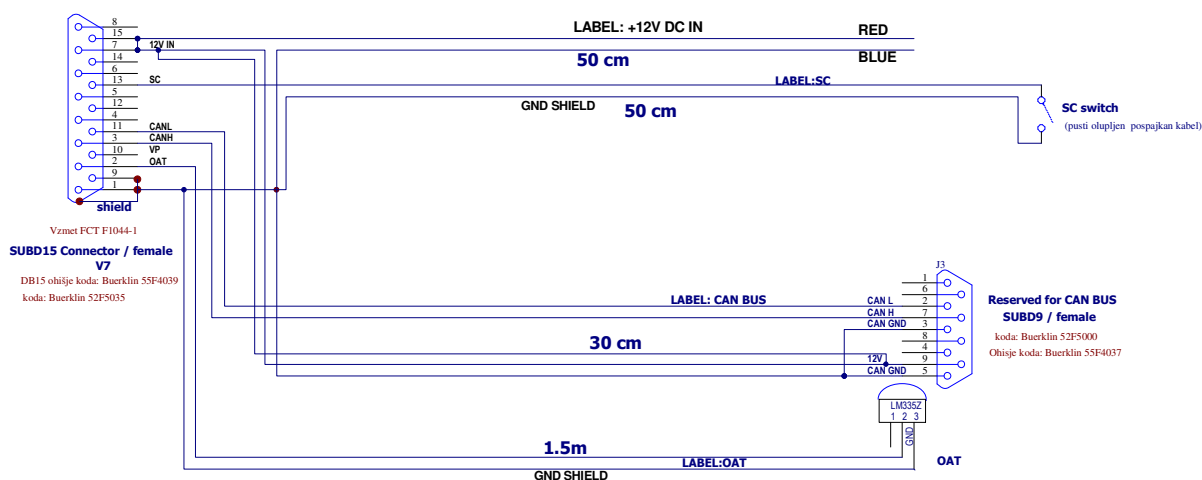 8
15
7 12V IN
14
6
13 SC
5
12
4
11 CANL
3 CANH
10 VP
2 OAT
9
1
shield
Vzmet FCT F1044-1
SUBD15 Connector / female
V7
DB15 ohišje koda: Buerklin 55F4039
koda: Buerklin 52F5035
LABEL: +12V DC IN
RED
50 cm
BLUE
LABEL:SC
GND SHIELD
50 cm
SC switch
(pusti olupljen pospajkan kabel)
J3
1
6
LABEL: CAN BUS
CAN L 2
CAN H 7
CAN GND 3
8
4
30 cm
12V 9
CAN GND 5
Reserved for CAN BUS
SUBD9 / female
koda: Buerklin 52F5000
Ohisje koda: Buerklin 55F4037
LM335Z
1 2 3
GND
1.5m
LABEL:OAT
OAT
GND SHIELD